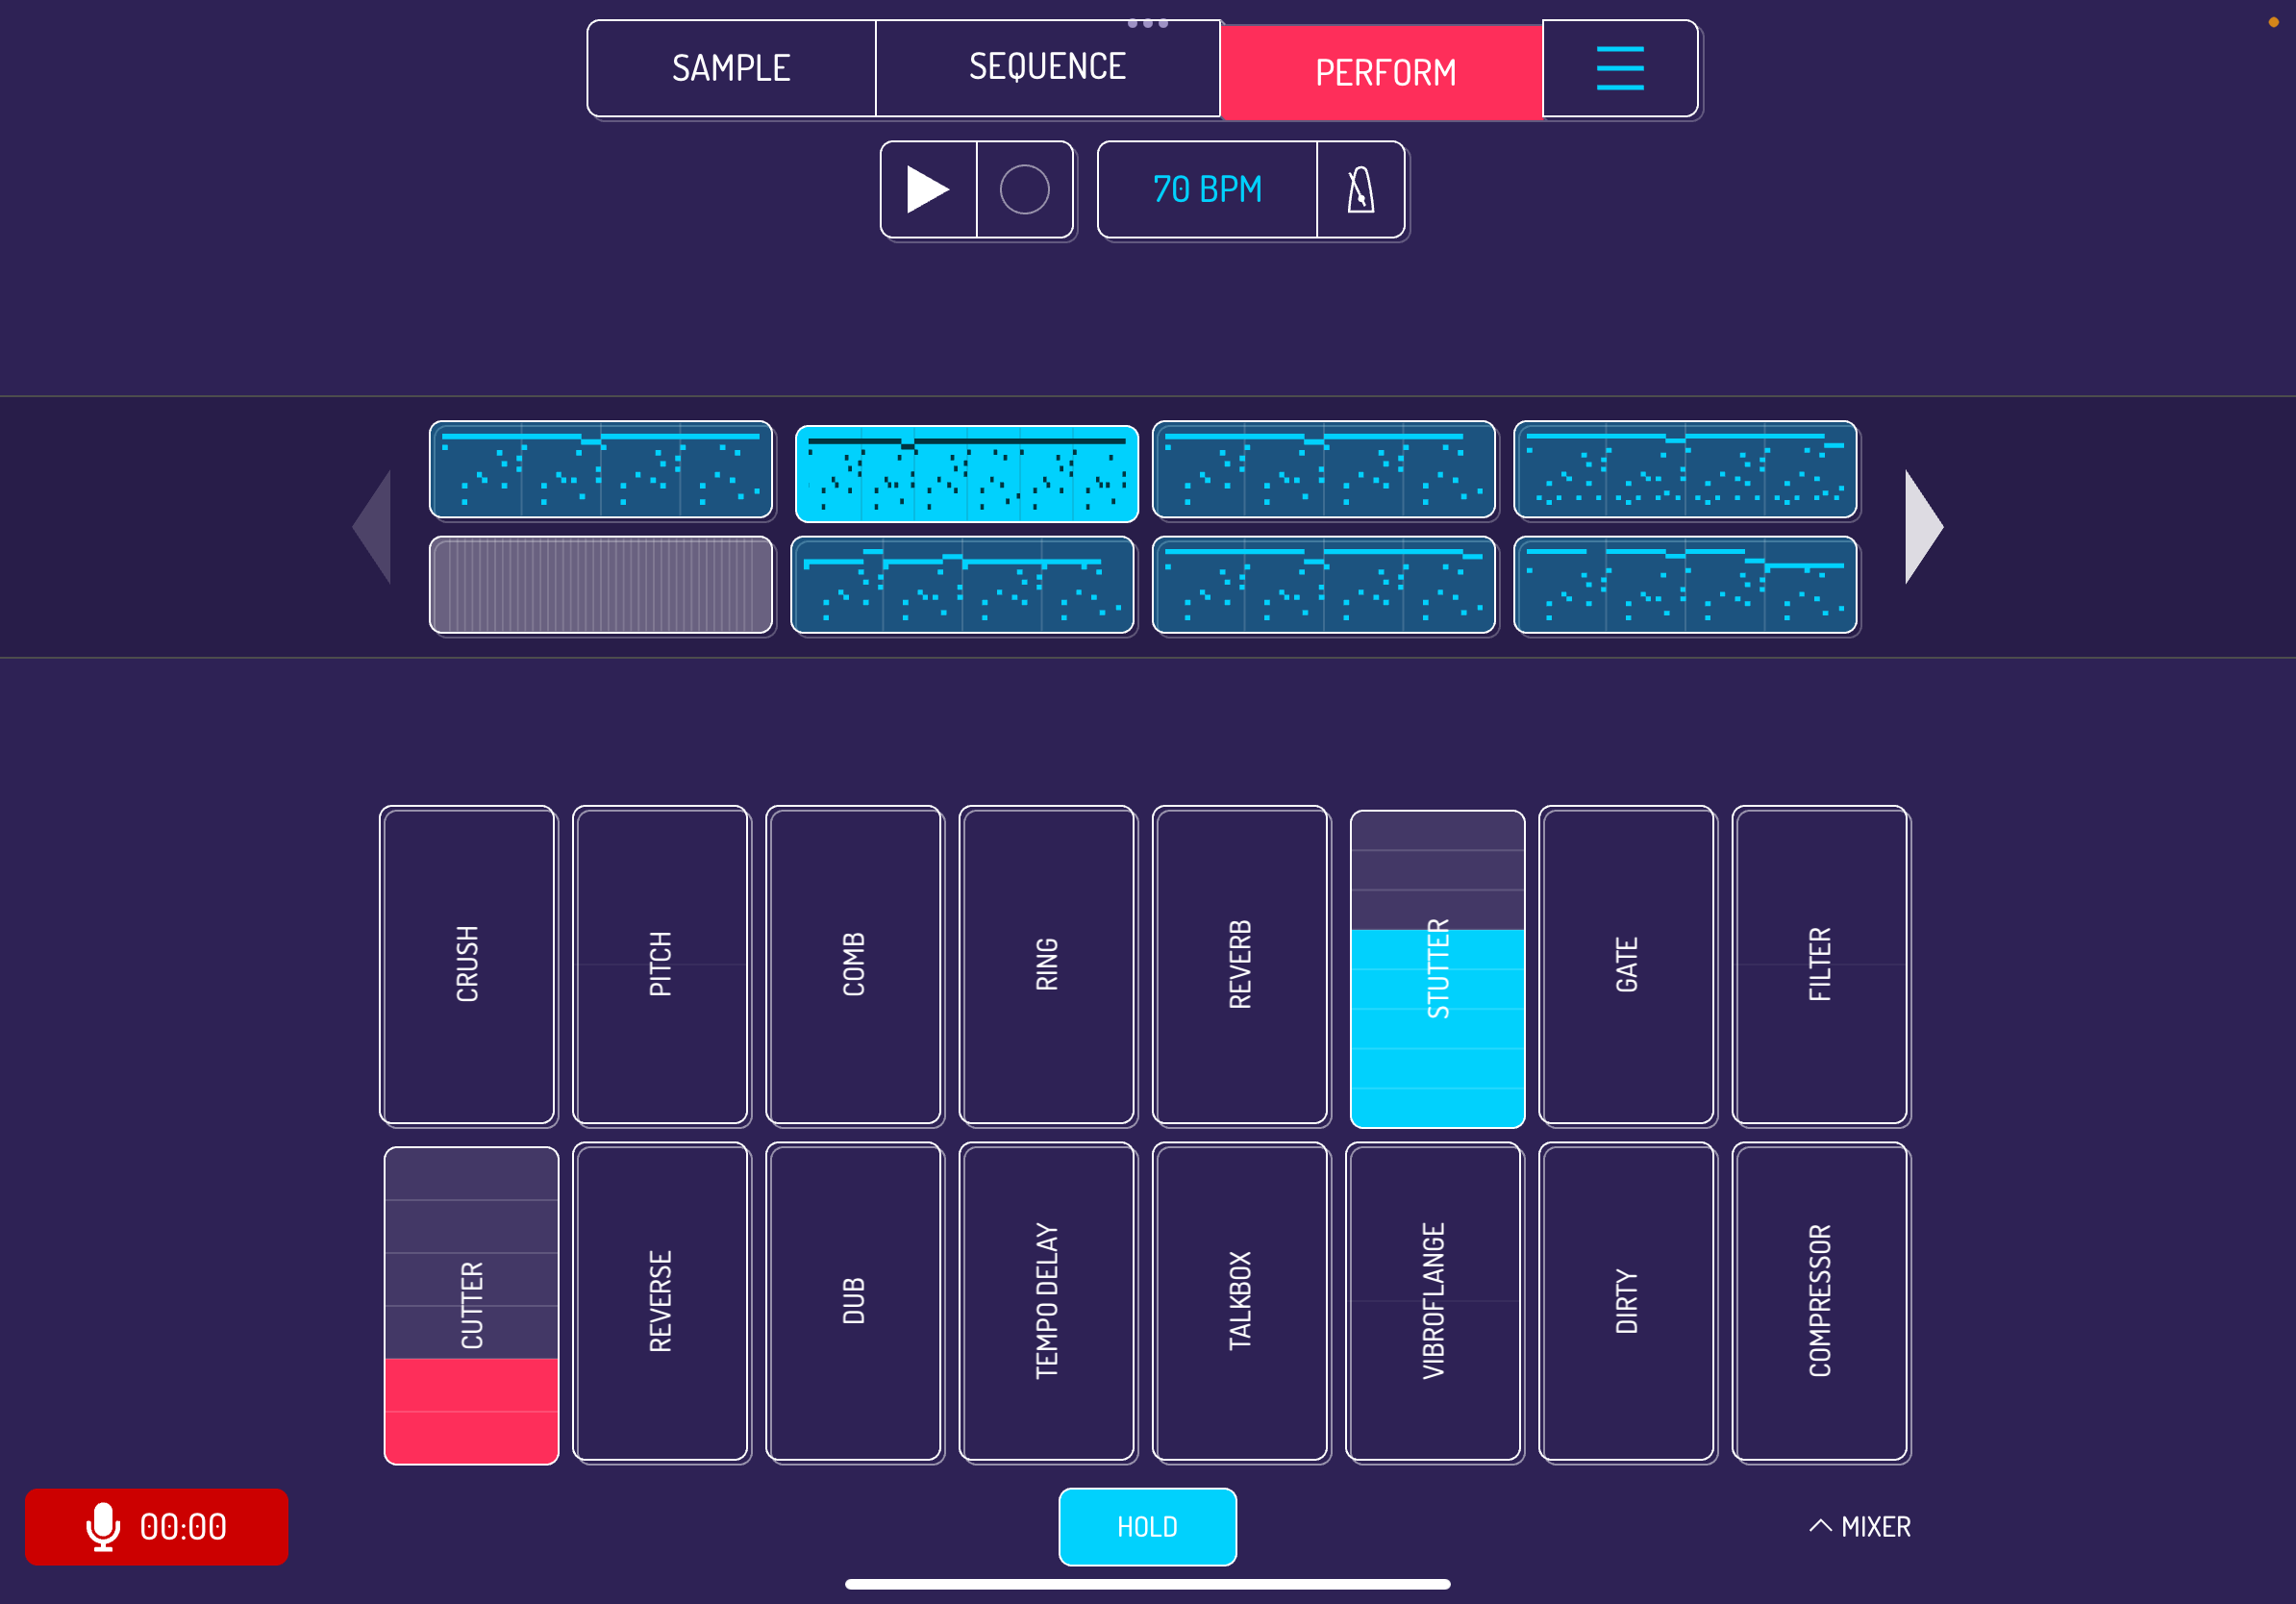 SAMPLE
SEQUENCE
PERFORM
70 BPM
CRUSH
PITCH
COMB
RING
REVERB
STUTTER
GATE
FILTER
CUTTER
REVERSE
DUB
TEMPO DELAY
TALKBOX
VIBROFLANGE
DIRTY
COMPRESSOR
00:00
HOLD
MIXER